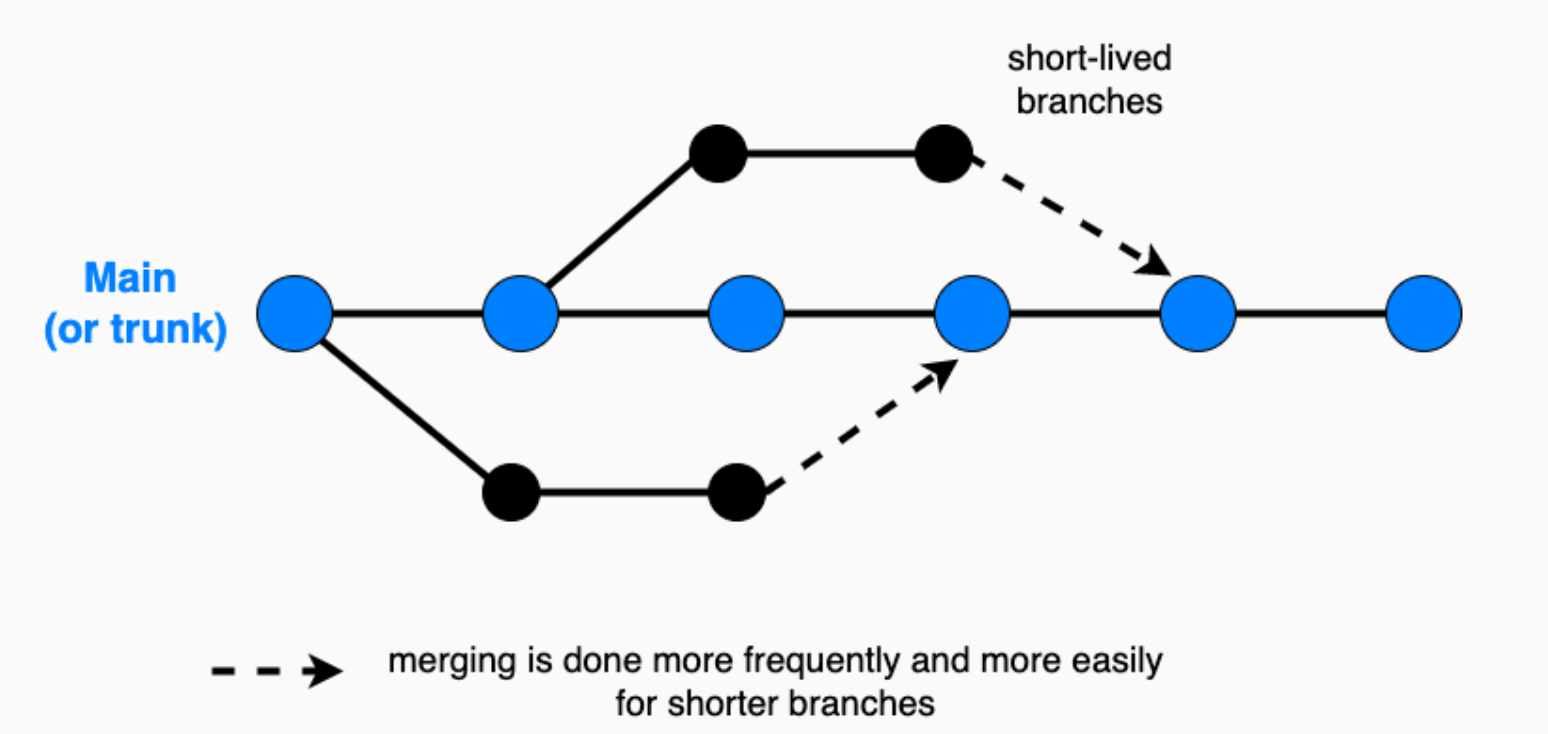 short-lived
branches
Main
(or trunk)
merging is done more frequently and more easily
for shorter branches